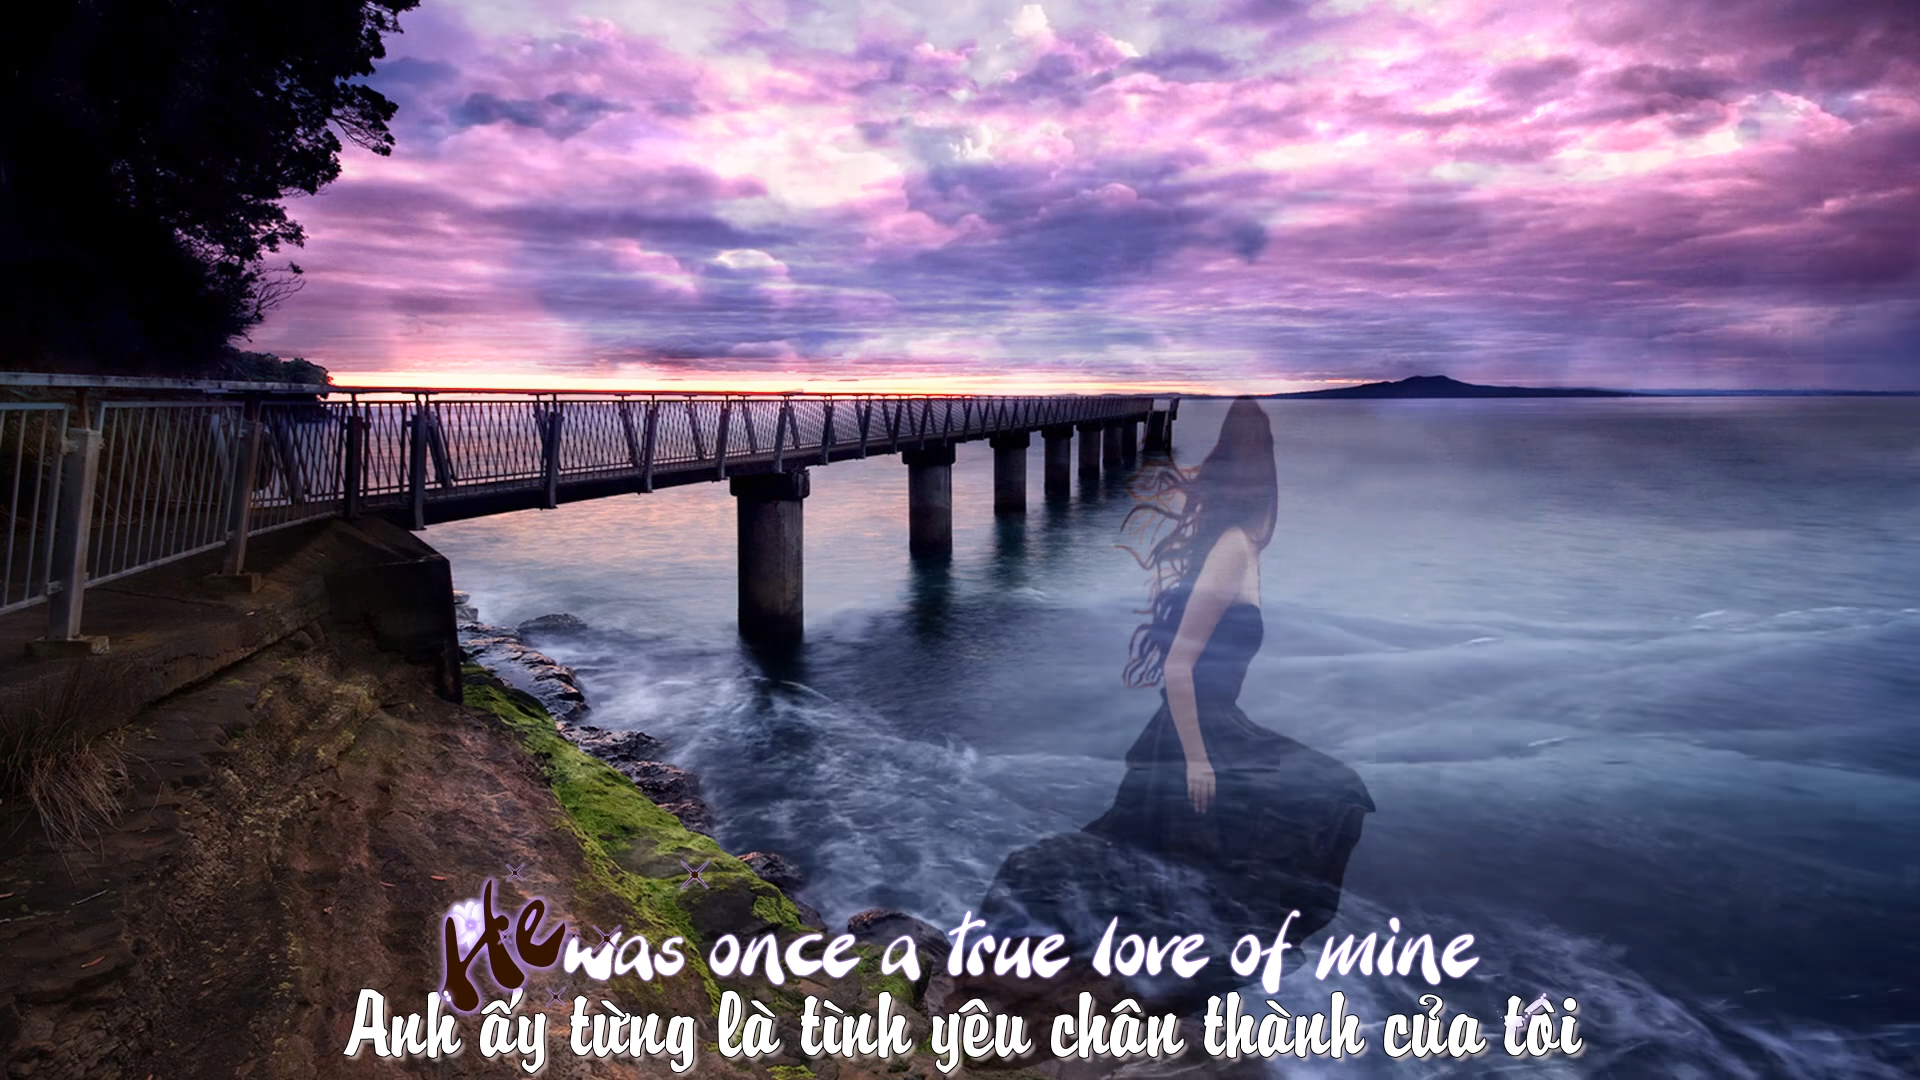 He was once a true love of mine
Anh ấy từng là tình yêu chân thành của tôi